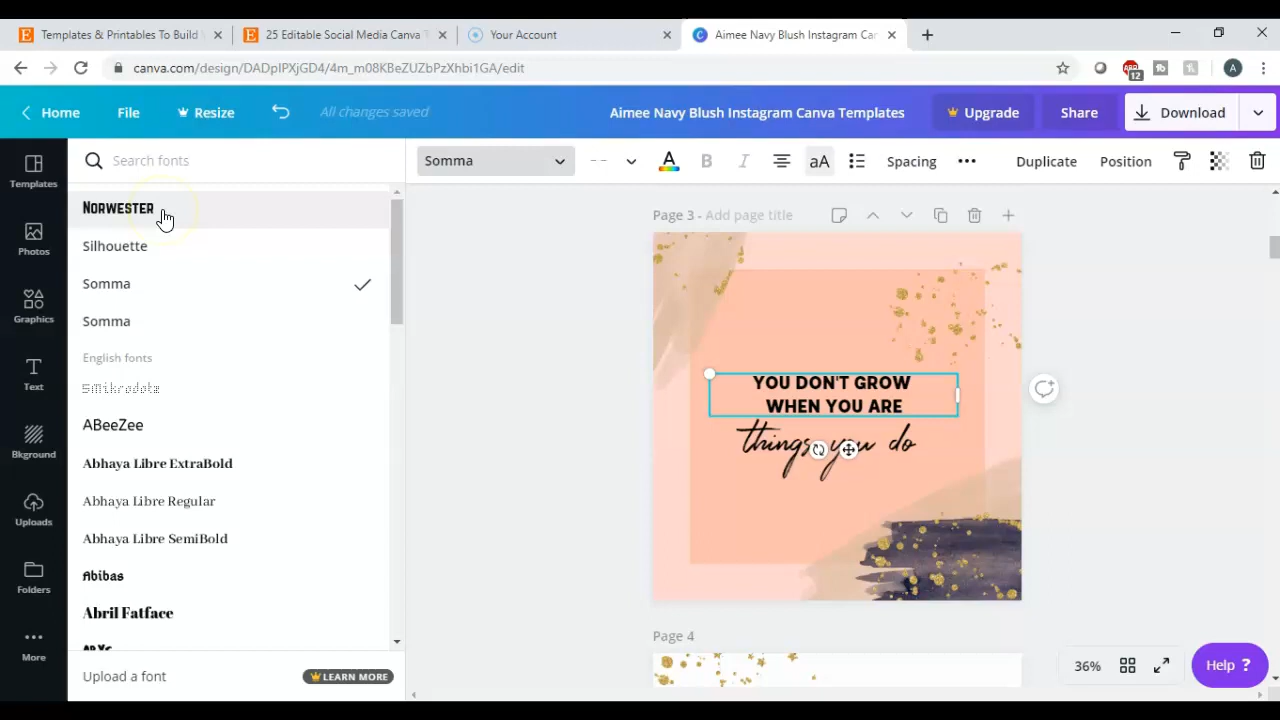 Templates & Printables To Build
25 Editable Social Media Canva T
Your Account
Aimee Navy Blush Instagram Can
canva.com/design/DADpIPXjGD4/4m_m08KBeZUZbPzXhbi1GA/edit
12
A
Home
File
Resize
All changes saved
Aimee Navy Blush Instagram Canva Templates
Upgrade
Share
Download
Templates
Photos
Graphics
Text
Bkground
Uploads
Folders
More
Search fonts
Norwester
Silhouette
Somma
Somma
English fonts
ABeeZee
Abhaya Libre ExtraBold
Abhaya Libre Regular
Abhaya Libre SemiBold
Abibas
Abril Fatface
Upload a font
LEARN MORE
Somma
- -
A
B
I
aA
Spacing
Duplicate
Position
Page 3 - Add page title
YOU DON'T GROW
WHEN YOU ARE
things you do
Page 4
36%
Help ?